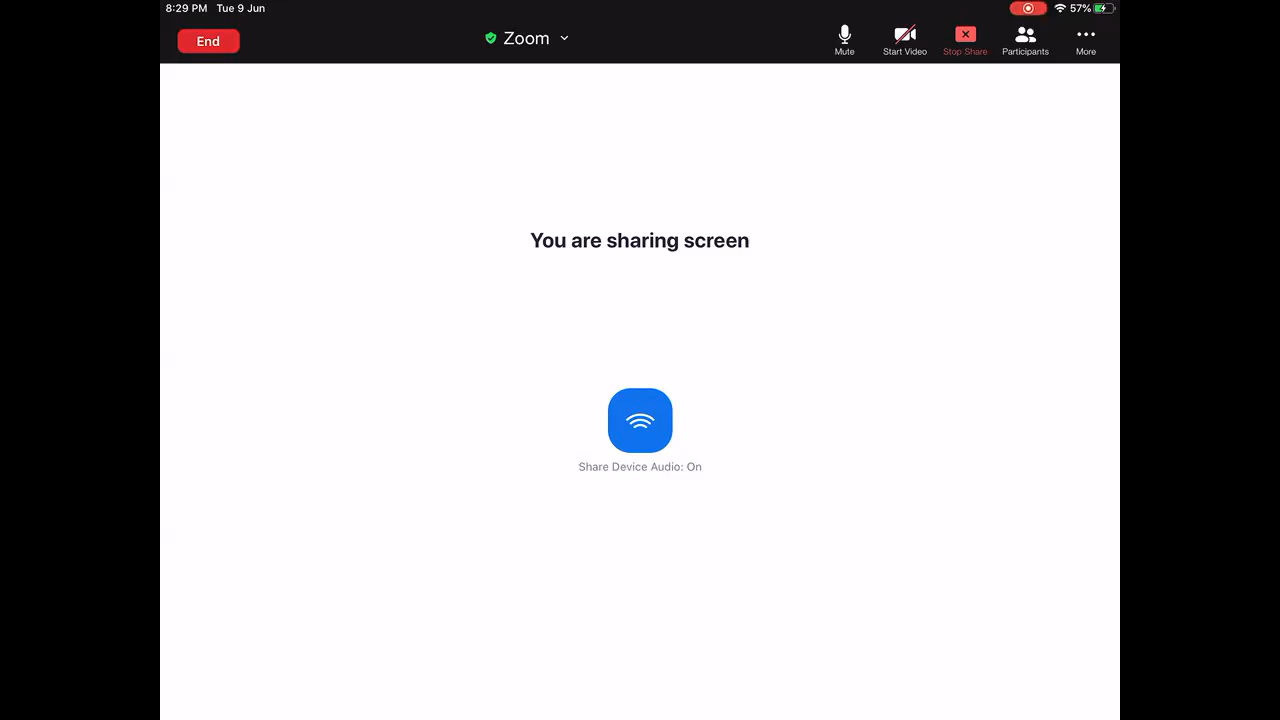 8:29 PM Tue 9 Jun
57%
End
Zoom
Mute
Start Video
Stop Share
Participants
More
You are sharing screen
Share Device Audio: On